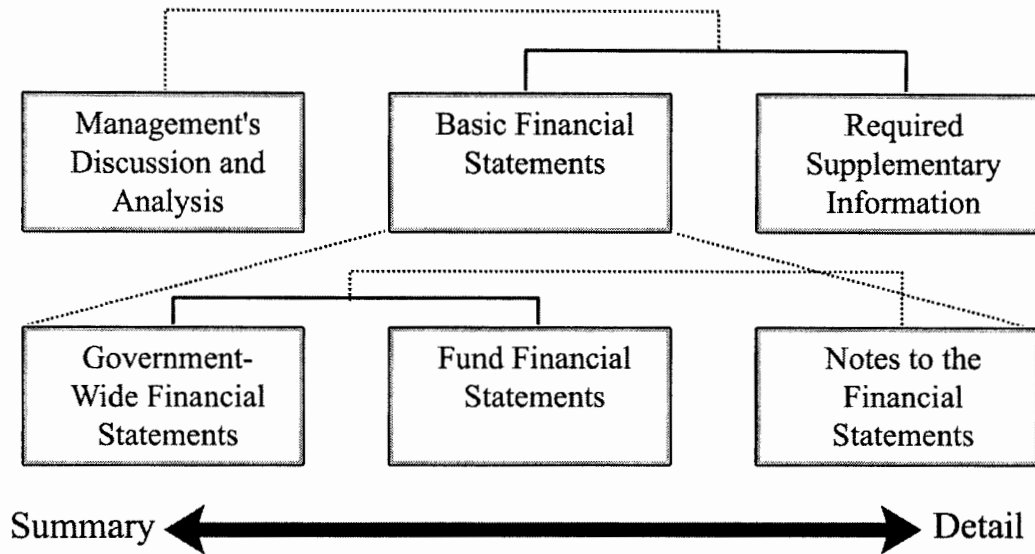 Management's
Discussion and
Analysis
Basic Financial
Statements
Required
Supplementary
Information
Government-
Wide Financial
Statements
Fund Financial
Statements
Notes to the
Financial
Statements
Summary
Detail